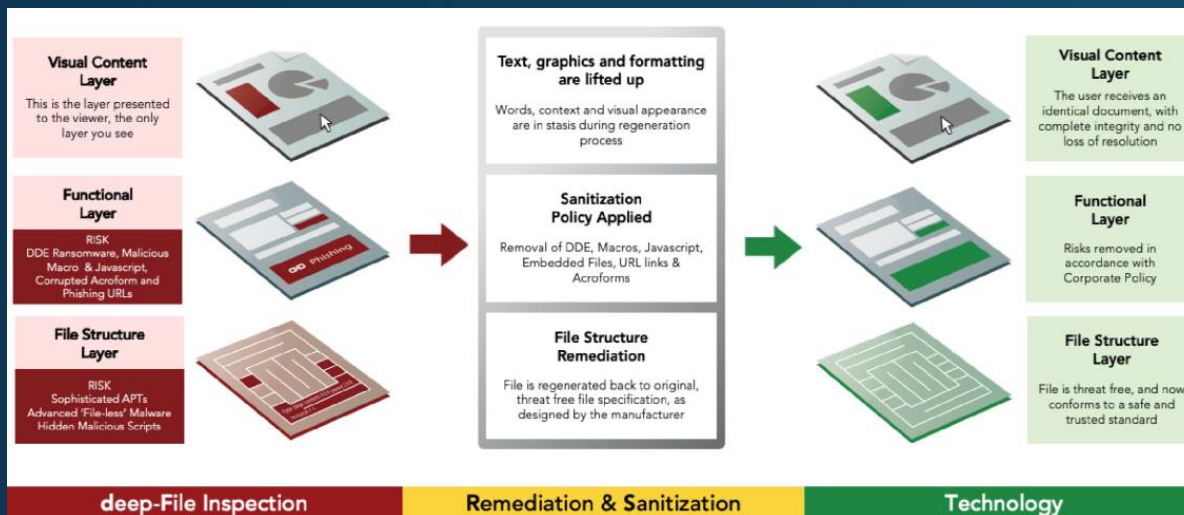 Visual Content
Layer
This is the layer presented
to the viewer, the only
layer you see
Functional
Layer
RISK
DDE Ransomware, Malicious
Macro & Javascript,
Corrupted Acroform and
Phishing URLs
Phishing
File Structure
Layer
RISK
Sophisticated APTs
Advanced 'File-less' Malware
Hidden Malicious Scripts
Text, graphics and formatting
are lifted up
Words, context and visual appearance
are in stasis during regeneration
process
Sanitization
Policy Applied
Removal of DDE, Macros, Javascript,
Embedded Files, URL links &
Acroforms
File Structure
Remediation
File is regenerated back to original,
threat free file specification, as
designed by the manufacturer
Visual Content
Layer
The user receives an
identical document, with
complete integrity and no
loss of resolution
Functional
Layer
Risks removed in
accordance with
Corporate Policy
File Structure
Layer
File is threat free, and now
conforms to a safe and
trusted standard
deep-File Inspection
Remediation & Sanitization
Technology